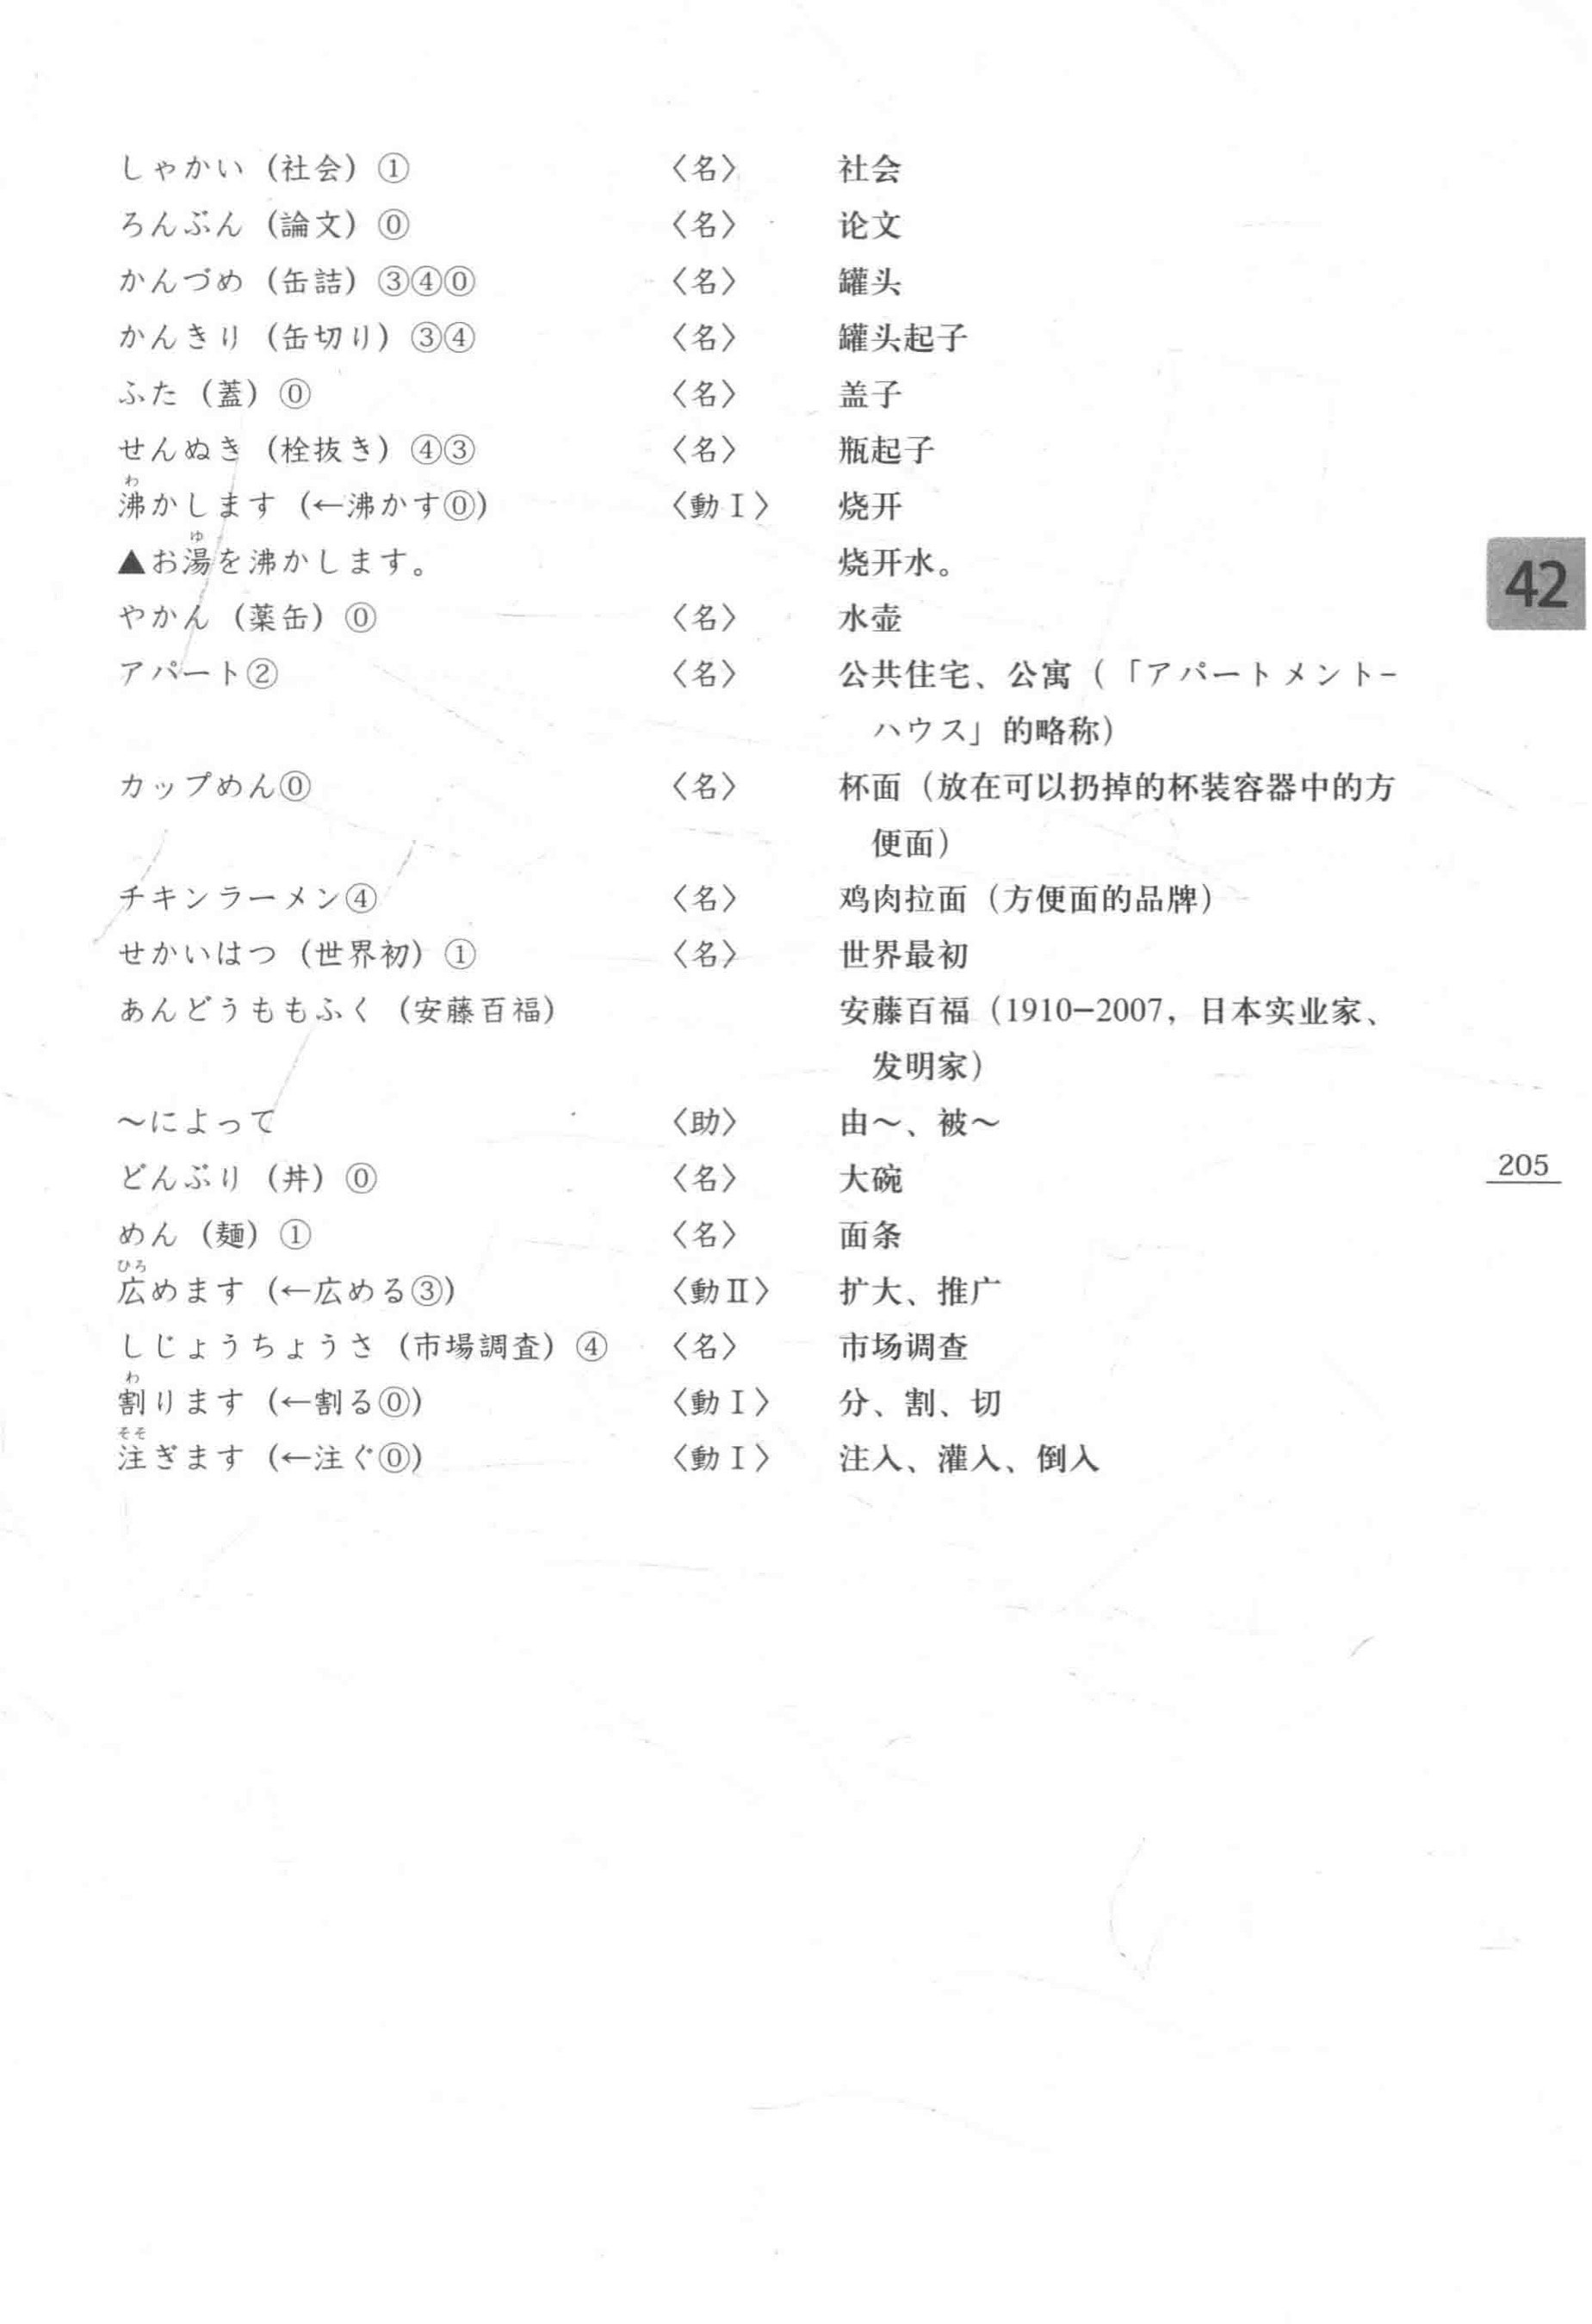 しゃかい（社会）① 〈名〉 社会
ろんぶん（論文）⓪ 〈名〉 论文
かんづめ（缶詰）③④⓪ 〈名〉 罐头
かんきり（缶切り）③④ 〈名〉 罐头起子
ふた（蓋）⓪ 〈名〉 盖子
せんぬき（栓抜き）④③ 〈名〉 瓶起子
わ
沸かします（←沸かす⓪） 〈動Ⅰ〉 烧开
ゆ
▲お湯を沸かします。 烧开水。
やかん（薬缶）⓪ 〈名〉 水壶
アパート② 〈名〉 公共住宅、公寓（「アパートメント-
ハウス」的略称）
カップめん⓪ 〈名〉 杯面（放在可以扔掉的杯装容器中的方
便面）
チキンラーメン④ 〈名〉 鸡肉拉面（方便面的品牌）
せかいはつ（世界初）① 〈名〉 世界最初
あんどうももふく（安藤百福） 安藤百福（1910-2007，日本实业家、
发明家）
～によって 〈助〉 由～、被～
どんぶり（丼）⓪ 〈名〉 大碗
めん（麺）① 〈名〉 面条
ひろ
広めます（←広める③） 〈動Ⅱ〉 扩大、推广
しじょうちょうさ（市場調査）④ 〈名〉 市场调查
わ
割ります（←割る⓪） 〈動Ⅰ〉 分、割、切
そそ
注ぎます（←注ぐ⓪） 〈動Ⅰ〉 注入、灌入、倒入
42
205